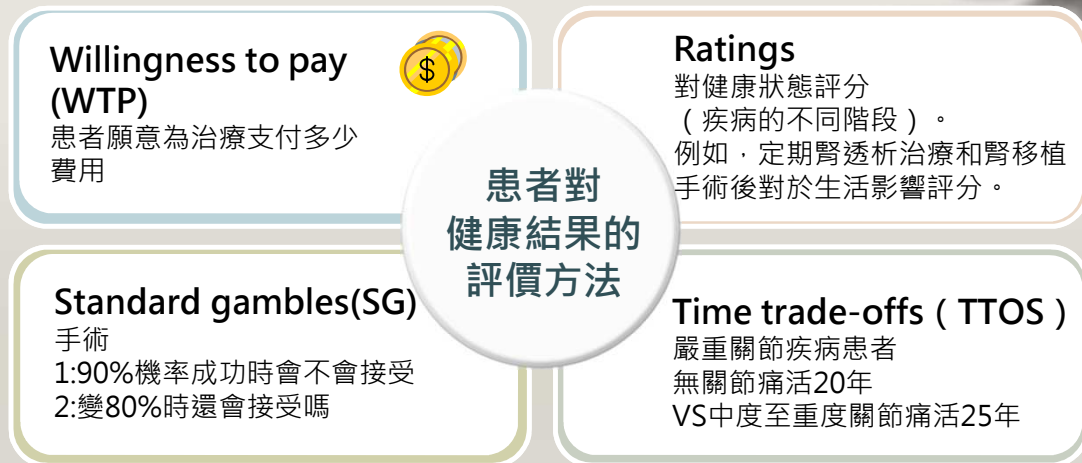 Willingness to pay
(WTP)
患者願意為治療支付多少
費用
$
Ratings
對健康狀態評分
（疾病的不同階段）。
例如，定期腎透析治療和腎移植
手術後對於生活影響評分。
患者對
健康結果的
評價方法
Standard gambles(SG)
手術
1:90%機率成功時會不會接受
2:變80%時還會接受嗎
Time trade-offs（TTOS）
嚴重關節疾病患者
無關節痛活20年
VS中度至重度關節痛活25年